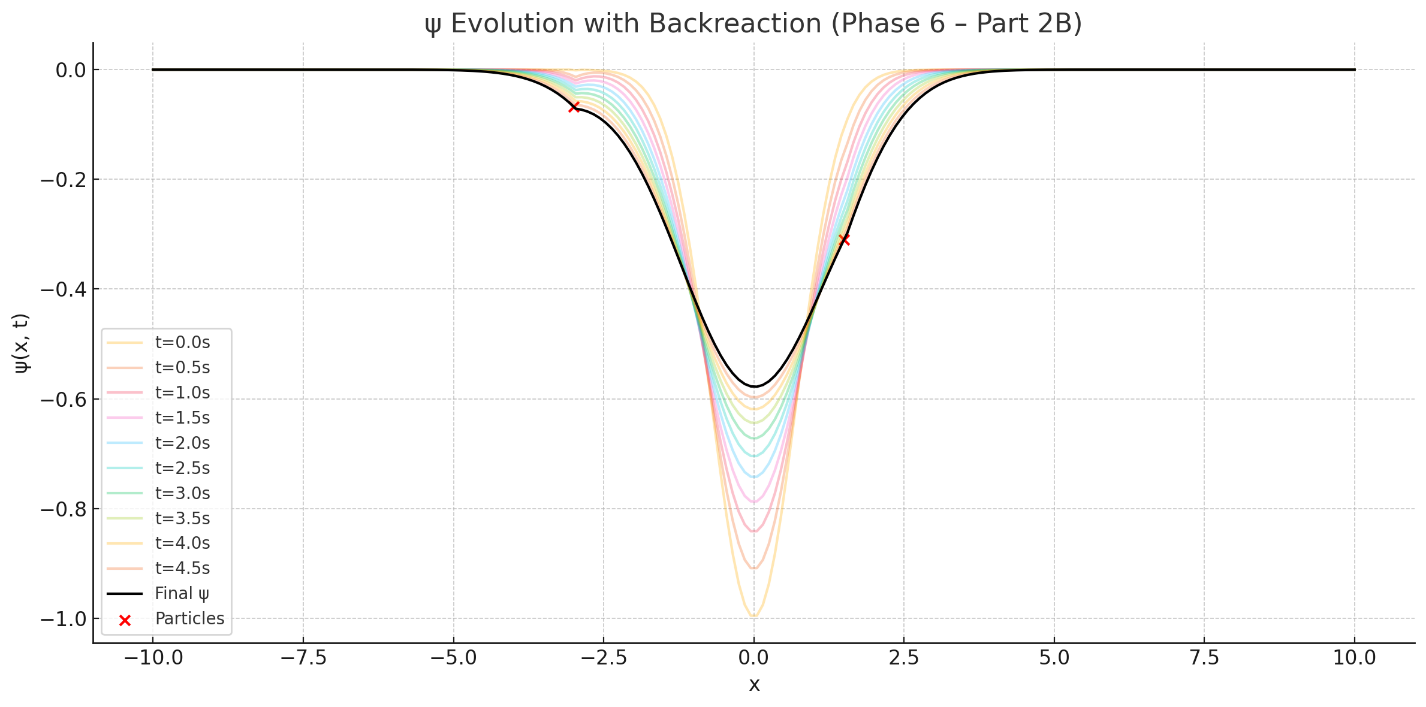 ψ Evolution with Backreaction (Phase 6 – Part 2B)
0.0
−0.2
−0.4
−0.6
−0.8
−1.0
ψ(x, t)
t=0.0s
t=0.5s
t=1.0s
t=1.5s
t=2.0s
t=2.5s
t=3.0s
t=3.5s
t=4.0s
t=4.5s
Final ψ
Particles
−10.0 −7.5 −5.0 −2.5 0.0 2.5 5.0 7.5 10.0
x